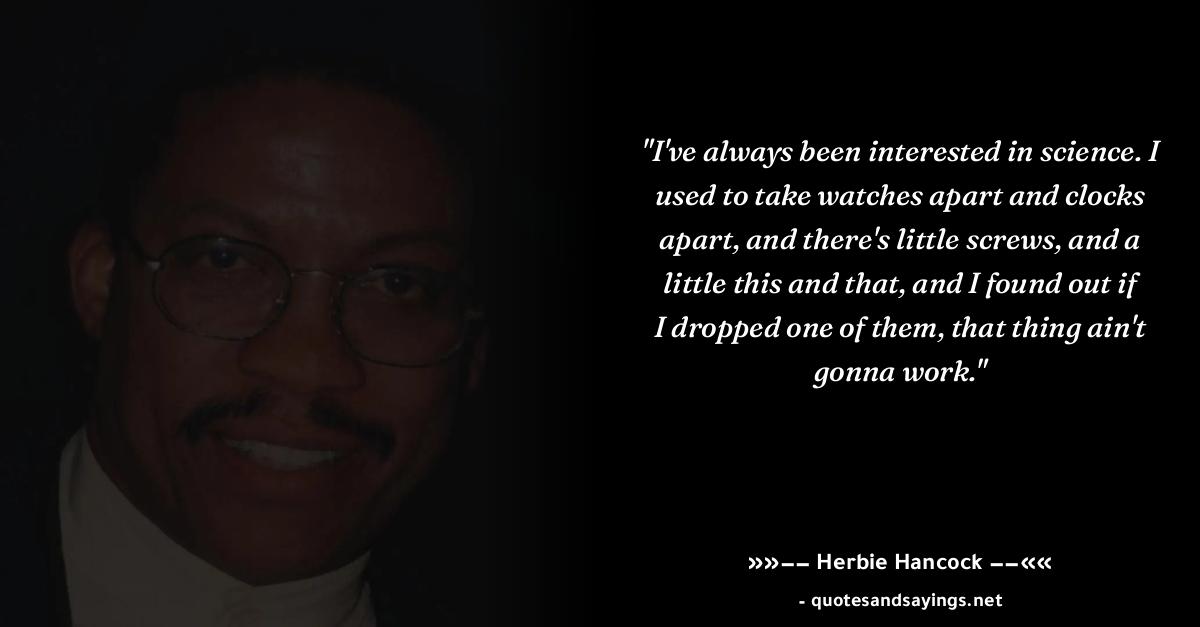 "I've always been interested in science. I
used to take watches apart and clocks
apart, and there's little screws, and a
little this and that, and I found out if
I dropped one of them, that thing ain't
gonna work."
»»−− Herbie Hancock −−««
- quotesandsayings.net